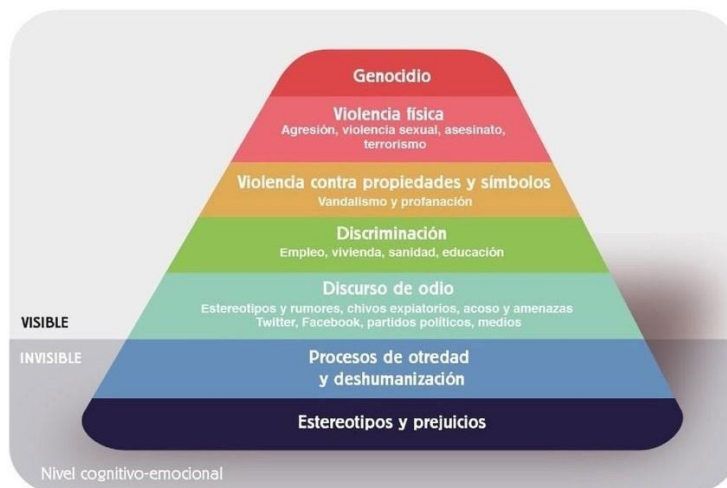 Genocidio
Violencia física
Agresión, violencia sexual, asesinato,
terrorismo
Violencia contra propiedades y símbolos
Vandalismo y profanación
Discriminación
Empleo, vivienda, sanidad, educación
Discurso de odio
Estereotipos y rumores, chivos expiatorios, acoso y amenazas
Twitter, Facebook, partidos políticos, medios
VISIBLE
INVISIBLE
Procesos de otredad
y deshumanización
Estereotipos y prejuicios
Nivel cognitivo-emocional